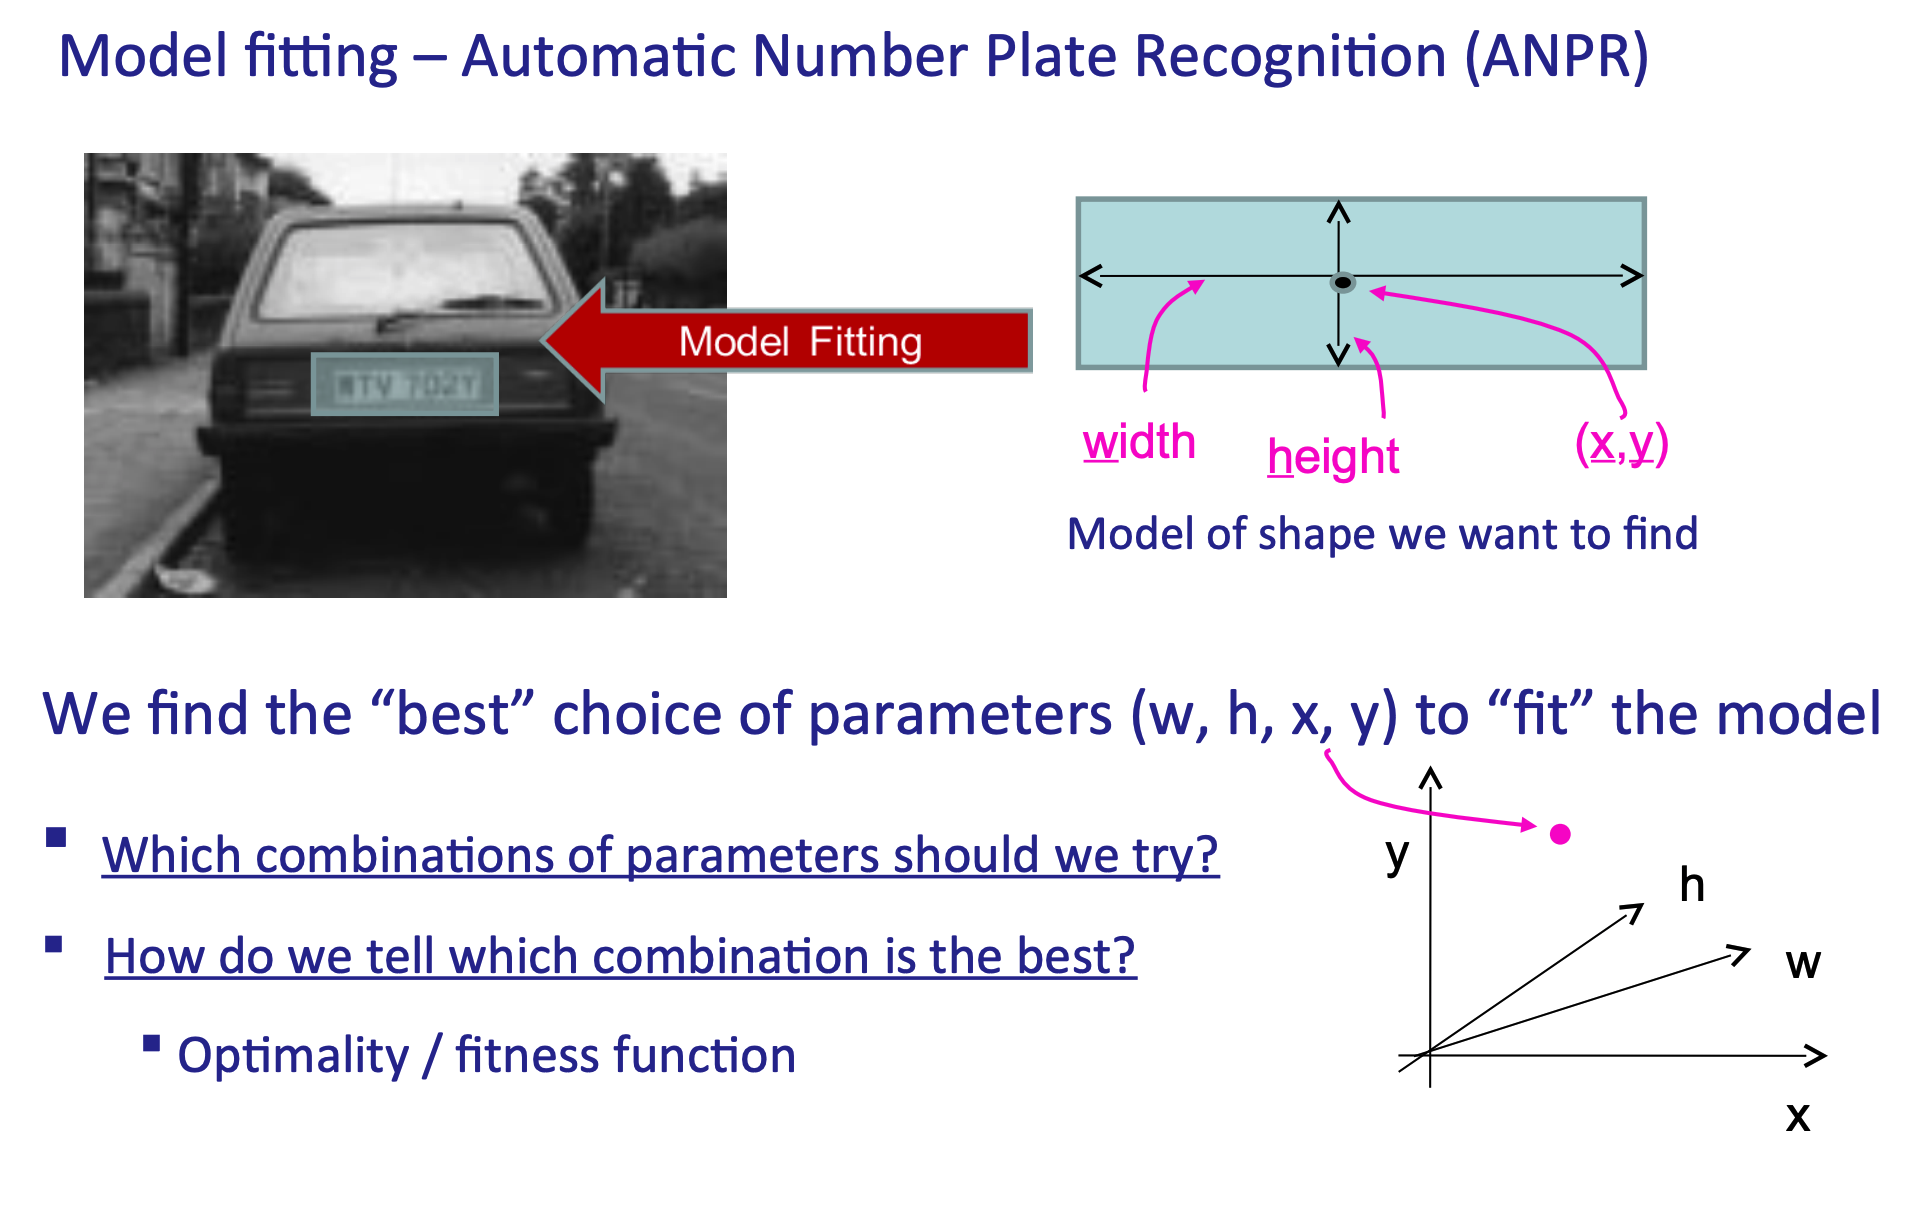 Model fitting – Automatic Number Plate Recognition (ANPR)
Model Fitting
WTV 702Y
width
height
(x,y)
Model of shape we want to find
We find the “best” choice of parameters (w, h, x, y) to “fit” the model
Which combinations of parameters should we try?
How do we tell which combination is the best?
Optimality / fitness function
y
h
w
x